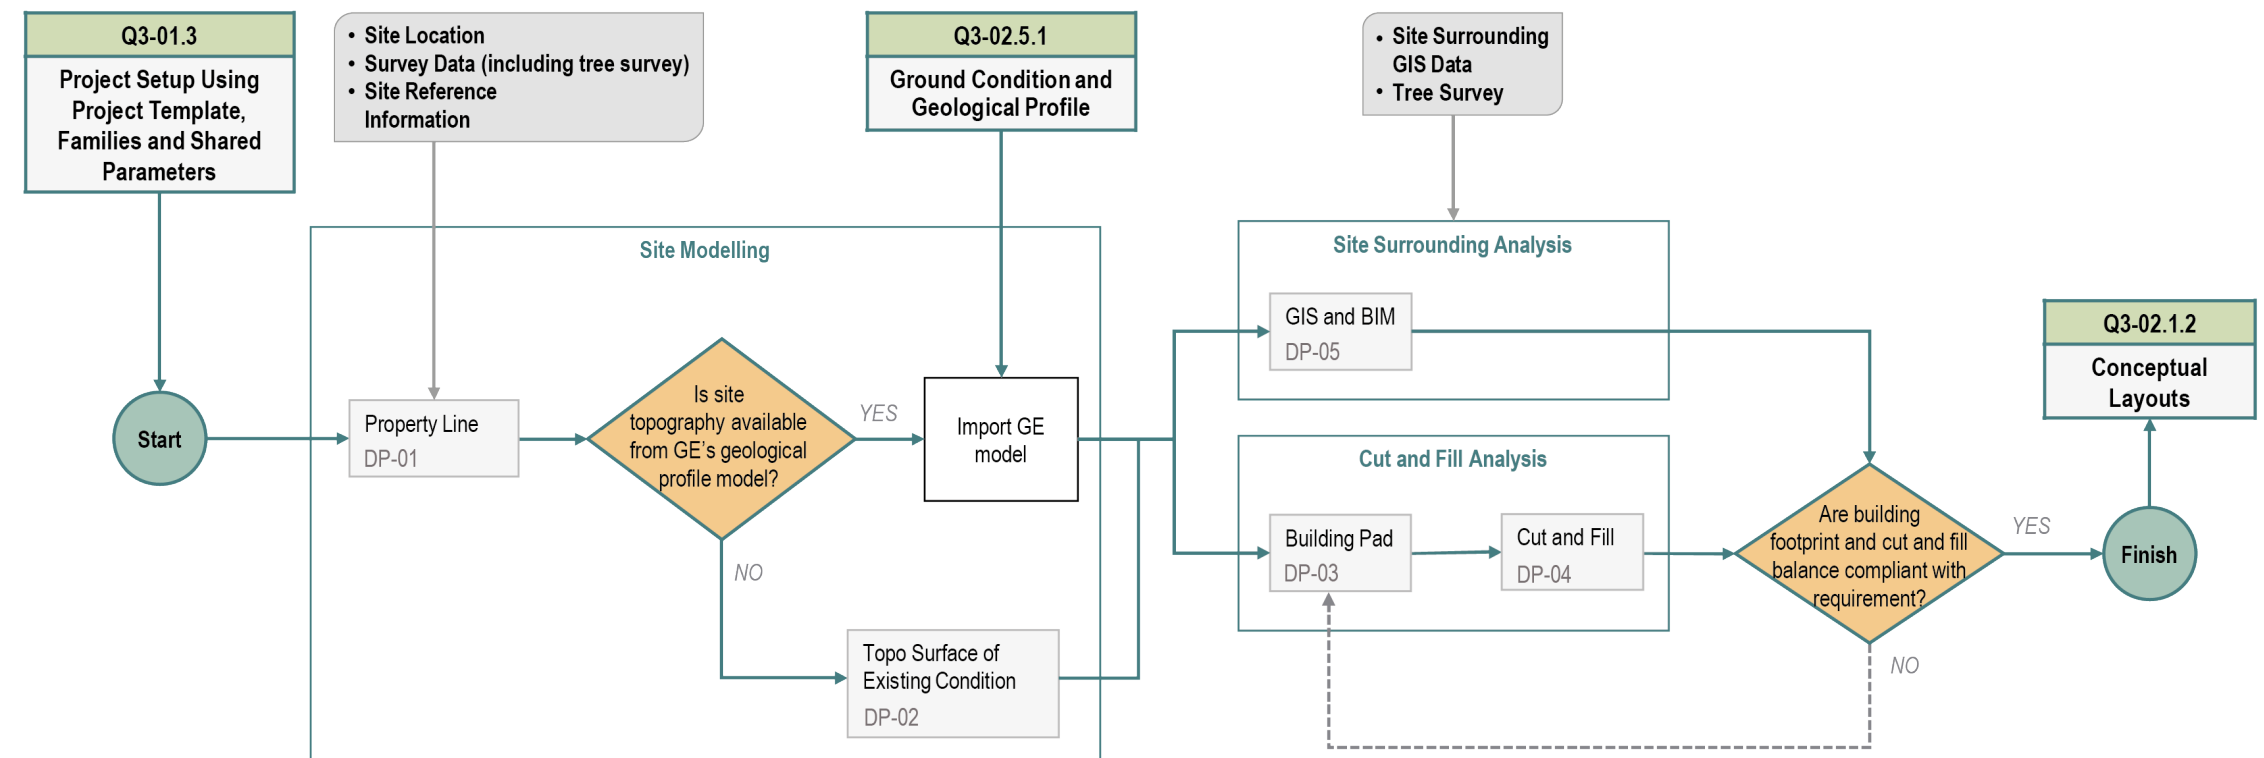 Q3-01.3
Project Setup Using
Project Template,
Families and Shared
Parameters
• Site Location
• Survey Data (including tree survey)
• Site Reference
Information
Q3-02.5.1
Ground Condition and
Geological Profile
• Site Surrounding
GIS Data
• Tree Survey
Site Modelling
Start
Property Line
DP-01
Is site
topography available
from GE’s geological
profile model?
YES
NO
Import GE
model
Topo Surface of
Existing Condition
DP-02
Site Surrounding Analysis
GIS and BIM
DP-05
Cut and Fill Analysis
Building Pad
DP-03
Cut and Fill
DP-04
Are building
footprint and cut and fill
balance compliant with
requirement?
YES
NO
Finish
Q3-02.1.2
Conceptual
Layouts